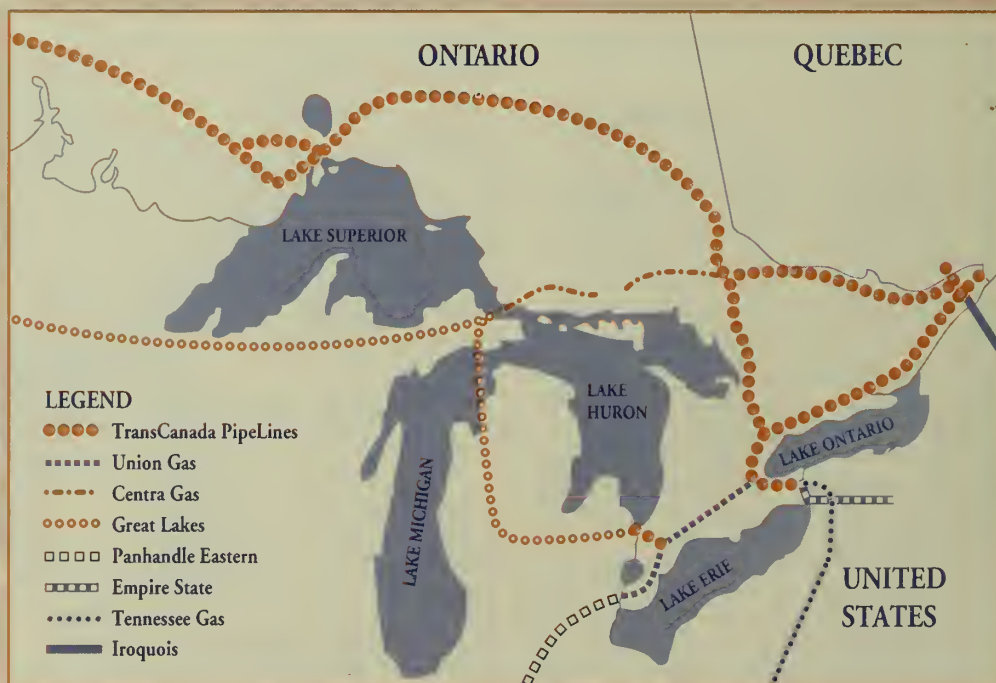 ONTARIO
QUEBEC
LAKE SUPERIOR
LAKE
HURON
LAKE MICHIGAN
LAKE ONTARIO
LAKE ERIE
UNITED
STATES
LEGEND
TransCanada PipeLines
Union Gas
Centra Gas
Great Lakes
Panhandle Eastern
Empire State
Tennessee Gas
Iroquois